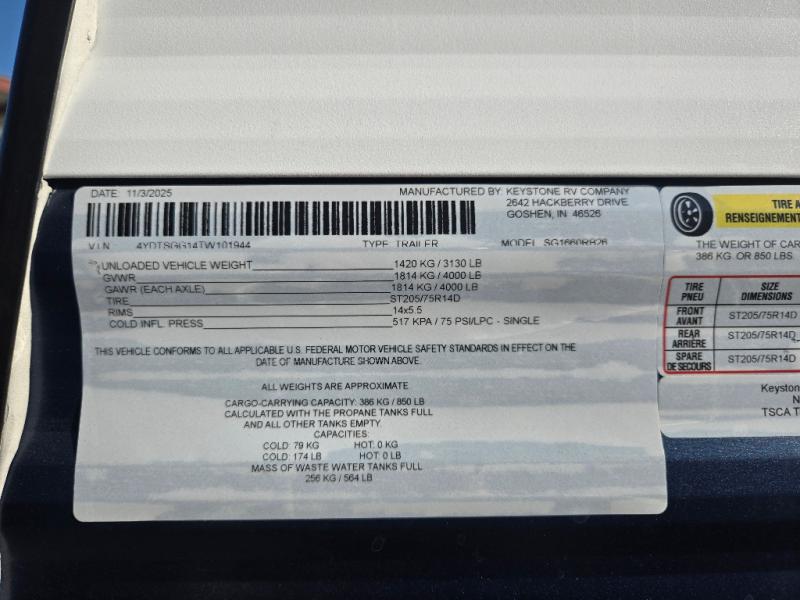 DATE: 11/3/2025
MANUFACTURED BY: KEYSTONE RV COMPANY
2642 HACKBERRY DRIVE
GOSHEN, IN 46526
V.I.N. 4YDTSGG14TW101944 TYPE: TRAILER MODEL: SG1660RB26
UNLOADED VEHICLE WEIGHT 1420 KG / 3130 LB
GVWR 1814 KG / 4000 LB
GAWR (EACH AXLE) 1814 KG / 4000 LB
TIRE ST205/75R14D
RIMS 14x5.5
COLD INFL. PRESS 517 KPA / 75 PSI/LPC - SINGLE
THIS VEHICLE CONFORMS TO ALL APPLICABLE U.S. FEDERAL MOTOR VEHICLE SAFETY STANDARDS IN EFFECT ON THE
DATE OF MANUFACTURE SHOWN ABOVE.
ALL WEIGHTS ARE APPROXIMATE
CARGO-CARRYING CAPACITY: 386 KG / 850 LB
CALCULATED WITH THE PROPANE TANKS FULL
AND ALL OTHER TANKS EMPTY.
CAPACITIES:
COLD: 79 KG HOT: 0 KG
COLD: 174 LB HOT: 0 LB
MASS OF WASTE WATER TANKS FULL
256 KG / 564 LB
TIRE A
RENSEIGNEMENT
THE WEIGHT OF CAR
386 KG OR 850 LBS.
TIRE SIZE
PNEU DIMENSIONS
FRONT
AVANT ST205/75R14D
REAR
ARRIÈRE ST205/75R14D
SPARE
DE SECOURS ST205/75R14D
Keyston
N
TSCA T